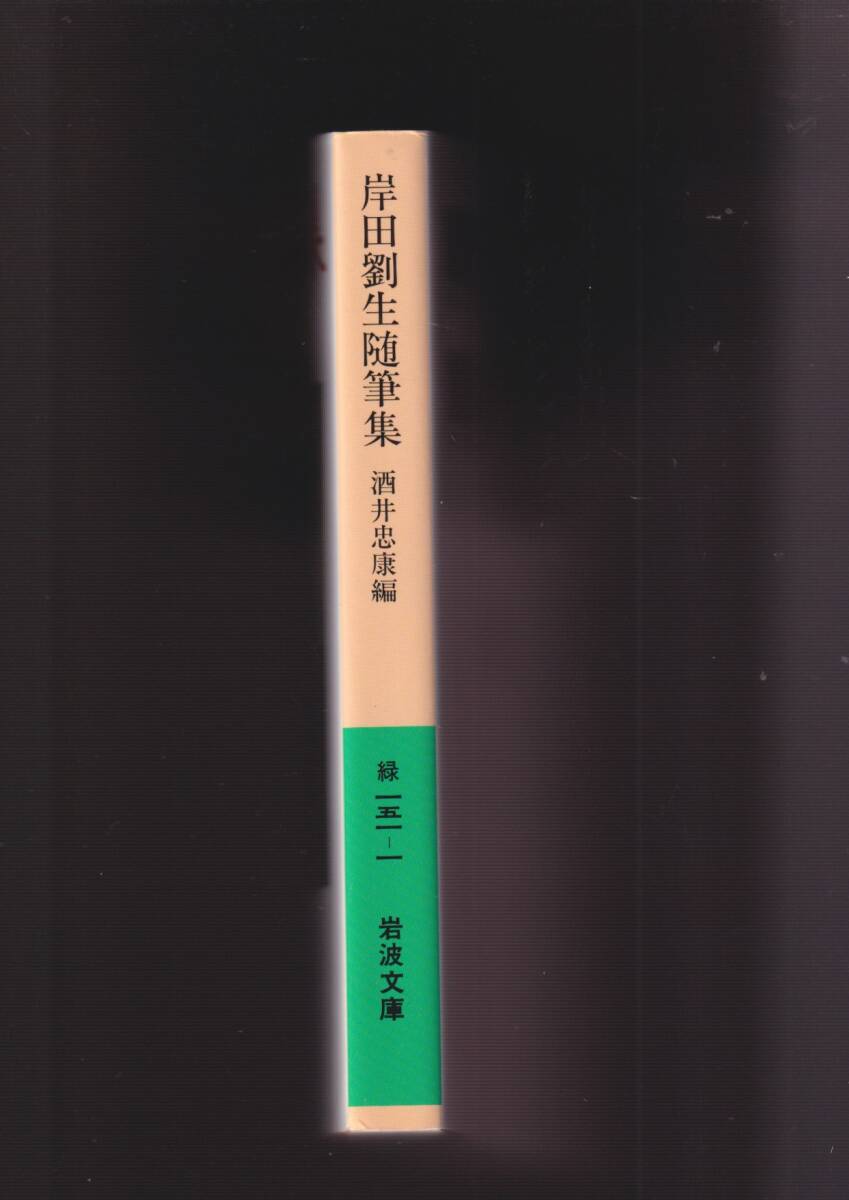 岸田劉生随筆集
酒井忠康編
緑一五一-一
岩波文庫